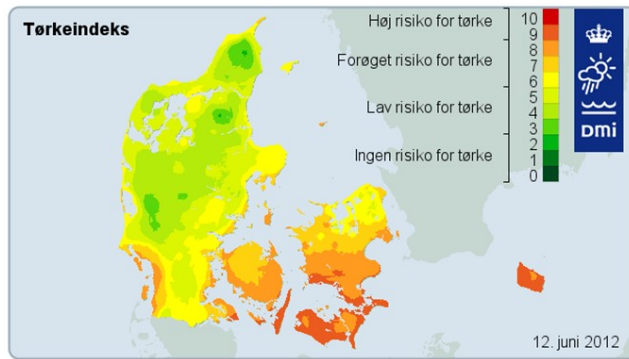 Tørkeindeks
Høj risiko for tørke
Forøget risiko for tørke
Lav risiko for tørke
Ingen risiko for tørke
10
9
8
7
6
5
4
3
2
1
0
DMi
12. juni 2012